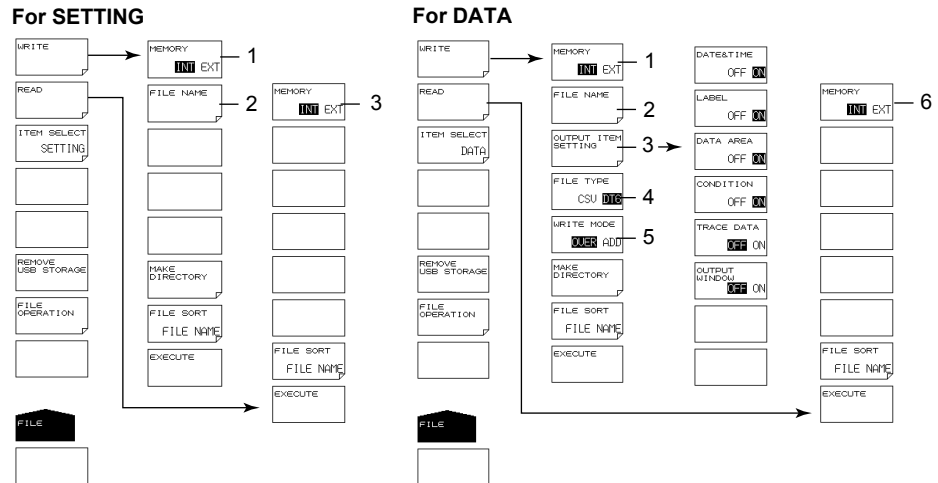 For SETTING
WRITE
READ
ITEM SELECT
SETTING
REMOVE
USB STORAGE
FILE
OPERATION
FILE
MEMORY
INT EXT
1
FILE NAME
2
MAKE
DIRECTORY
FILE SORT
FILE NAME
EXECUTE
MEMORY
INT EXT
3
FILE SORT
FILE NAME
EXECUTE
For DATA
WRITE
READ
ITEM SELECT
DATA
REMOVE
USB STORAGE
FILE
OPERATION
FILE
MEMORY
INT EXT
1
FILE NAME
2
OUTPUT ITEM
SETTING
3
FILE TYPE
CSV DT6
4
WRITE MODE
OVER ADD
5
MAKE
DIRECTORY
FILE SORT
FILE NAME
EXECUTE
DATE&TIME
OFF ON
LABEL
OFF ON
DATA AREA
OFF ON
CONDITION
OFF ON
TRACE DATA
OFF ON
OUTPUT
WINDOW
OFF ON
MEMORY
INT EXT
6
FILE SORT
FILE NAME
EXECUTE